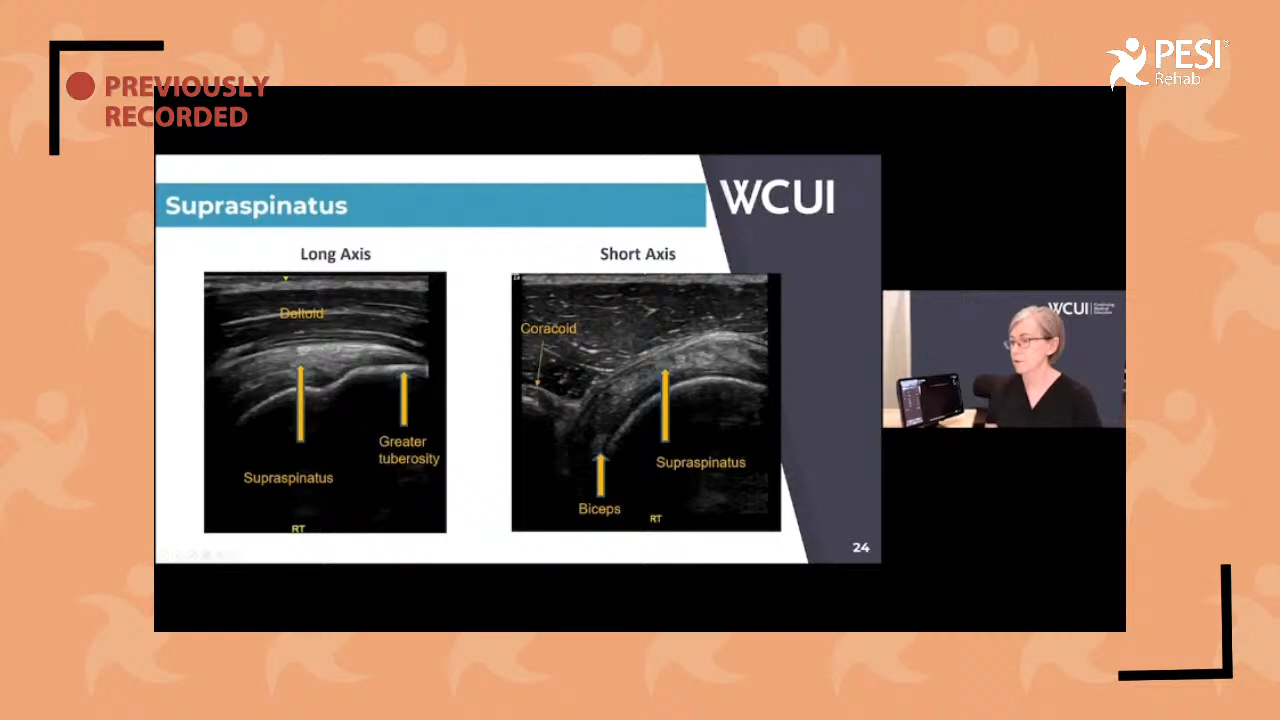 PREVIOUSLY
RECORDED
PESI
Rehab
Supraspinatus
WCUI
Long Axis
Short Axis
Deltoid
Greater
tuberosity
Supraspinatus
RT
Coracoid
Supraspinatus
Biceps
RT
24
WCUI